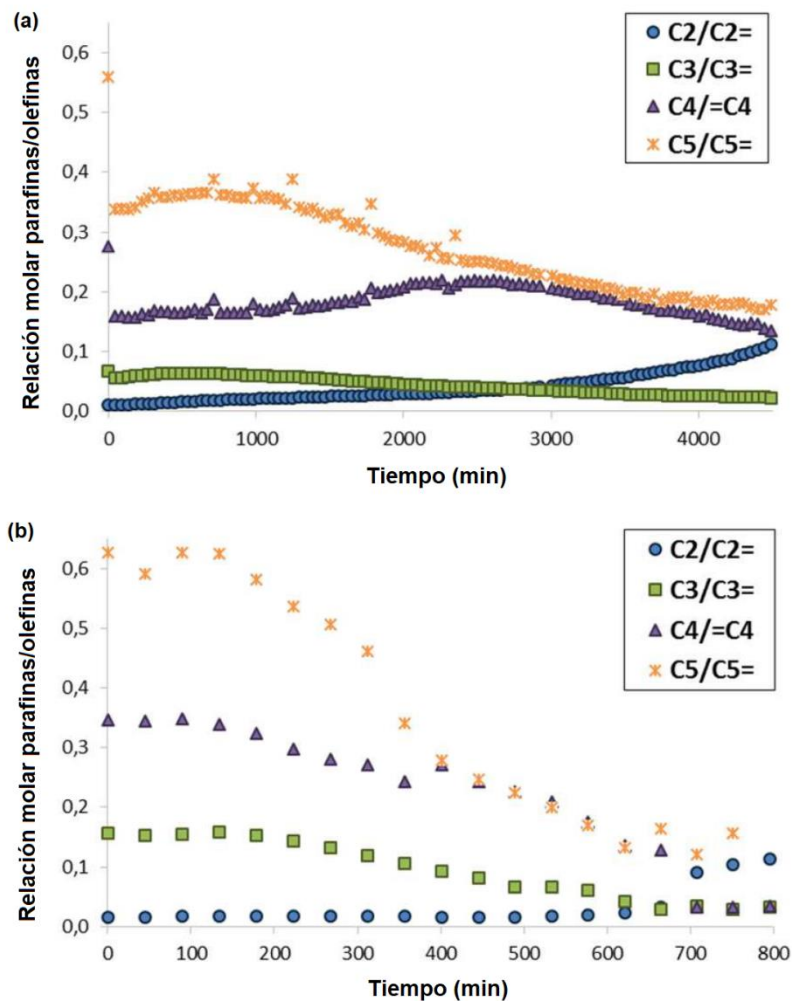 (a)
0,6
0,5
0,4
0,3
0,2
0,1
0,0
Relación molar parafinas/olefinas
C2/C2=
C3/C3=
C4/=C4
C5/C5=
0 1000 2000 3000 4000
Tiempo (min)
(b)
0,6
0,5
0,4
0,3
0,2
0,1
0,0
Relación molar parafinas/olefinas
C2/C2=
C3/C3=
C4/=C4
C5/C5=
0 100 200 300 400 500 600 700 800
Tiempo (min)